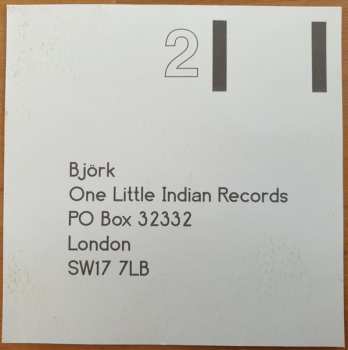 2
Björk
One Little Indian Records
PO Box 32332
London
SW17 7LB